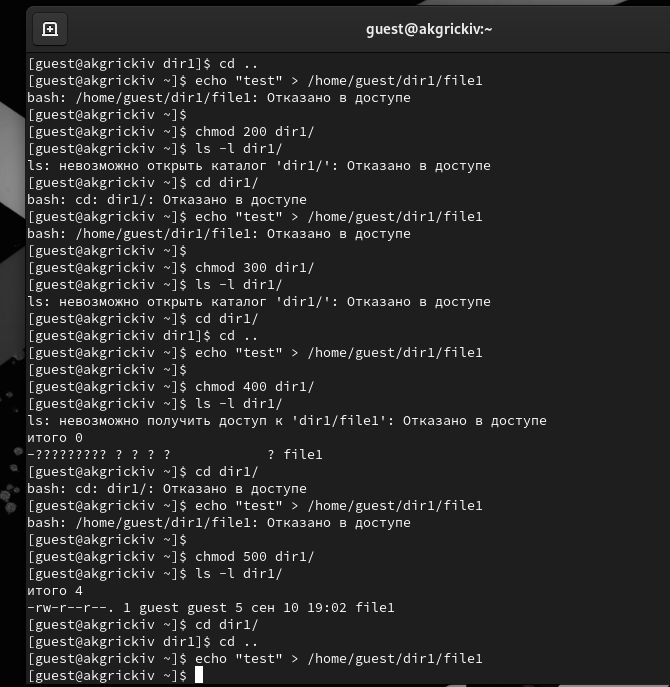 guest@akgrickiv:~
[guest@akgrickiv dir1]$ cd ..
[guest@akgrickiv ~]$ echo "test" > /home/guest/dir1/file1
bash: /home/guest/dir1/file1: Отказано в доступе
[guest@akgrickiv ~]$
[guest@akgrickiv ~]$ chmod 200 dir1/
[guest@akgrickiv ~]$ ls -l dir1/
ls: невозможно открыть каталог 'dir1/': Отказано в доступе
[guest@akgrickiv ~]$ cd dir1/
bash: cd: dir1/: Отказано в доступе
[guest@akgrickiv ~]$ echo "test" > /home/guest/dir1/file1
bash: /home/guest/dir1/file1: Отказано в доступе
[guest@akgrickiv ~]$
[guest@akgrickiv ~]$ chmod 300 dir1/
[guest@akgrickiv ~]$ ls -l dir1/
ls: невозможно открыть каталог 'dir1/': Отказано в доступе
[guest@akgrickiv ~]$ cd dir1/
[guest@akgrickiv dir1]$ cd ..
[guest@akgrickiv ~]$ echo "test" > /home/guest/dir1/file1
[guest@akgrickiv ~]$
[guest@akgrickiv ~]$ chmod 400 dir1/
[guest@akgrickiv ~]$ ls -l dir1/
ls: невозможно получить доступ к 'dir1/file1': Отказано в доступе
итого 0
-????????? ? ? ? ?            ? file1
[guest@akgrickiv ~]$ cd dir1/
bash: cd: dir1/: Отказано в доступе
[guest@akgrickiv ~]$ echo "test" > /home/guest/dir1/file1
bash: /home/guest/dir1/file1: Отказано в доступе
[guest@akgrickiv ~]$
[guest@akgrickiv ~]$ chmod 500 dir1/
[guest@akgrickiv ~]$ ls -l dir1/
итого 4
-rw-r--r--. 1 guest guest 5 сен 10 19:02 file1
[guest@akgrickiv ~]$ cd dir1/
[guest@akgrickiv dir1]$ cd ..
[guest@akgrickiv ~]$ echo "test" > /home/guest/dir1/file1
[guest@akgrickiv ~]$